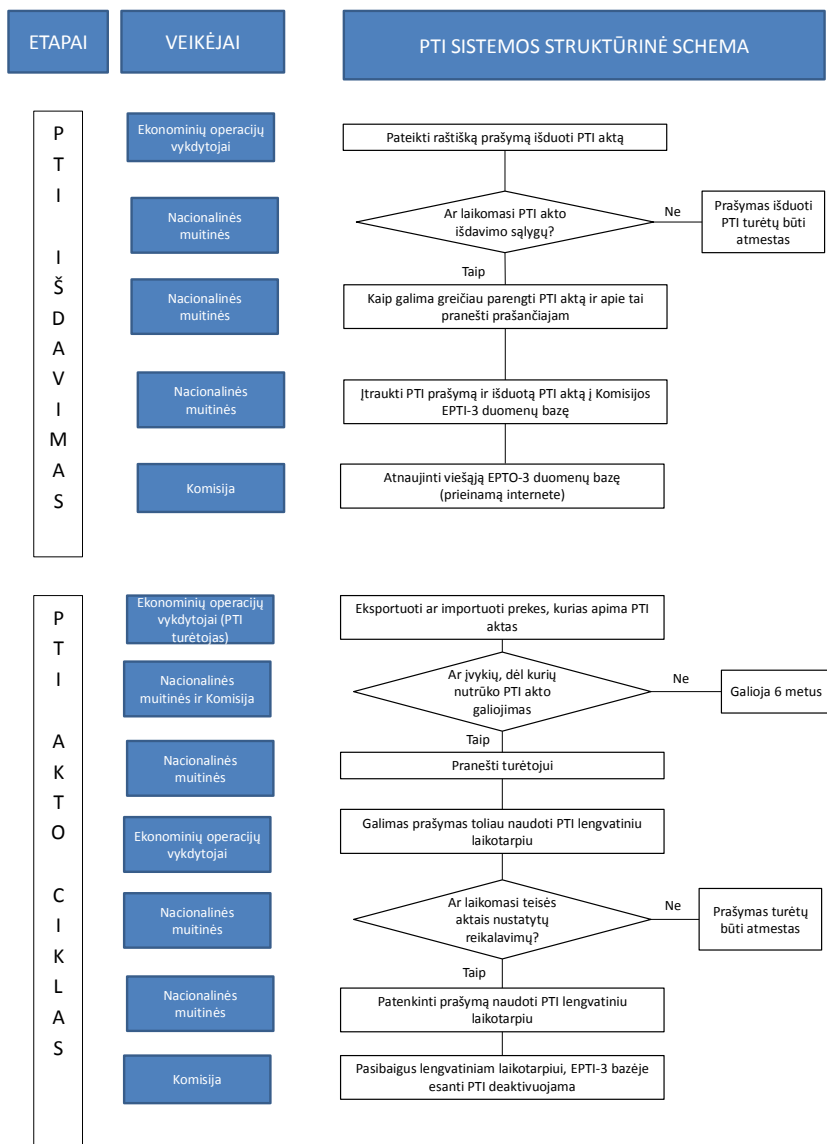 ETAPAI
VEIKĖJAI
PTI SISTEMOS STRUKTŪRINĖ SCHEMA
PTI IŠDAVIMAS
Ekonominių operacijų
vykdytojai
Pateikti raštišką prašymą išduoti PTI aktą
Nacionalinės
muitinės
Ar laikomasi PTI akto
išdavimo sąlygų?
Ne
Prašymas išduoti
PTI turėtų būti
atmestas
Taip
Nacionalinės
muitinės
Kaip galima greičiau parengti PTI aktą ir apie tai
pranešti prašančiajam
Nacionalinės
muitinės
Įtraukti PTI prašymą ir išduotą PTI aktą į Komisijos
EPTI-3 duomenų bazę
Komisija
Atnaujinti viešąją EPTO-3 duomenų bazę
(prieinamą internete)
PTI AKTO CIKLAS
Ekonominių operacijų
vykdytojai (PTI
turėtojas)
Eksportuoti ar importuoti prekes, kurias apima PTI
aktas
Nacionalinės
muitinės ir Komisija
Ar įvykių, dėl kurių
nutrūko PTI akto
galiojimas
Ne
Galioja 6 metus
Taip
Nacionalinės
muitinės
Pranešti turėtojui
Ekonominių operacijų
vykdytojai
Galimas prašymas toliau naudoti PTI lengvatiniu
laikotarpiu
Nacionalinės
muitinės
Ar laikomasi teisės
aktais nustatytų
reikalavimų?
Ne
Prašymas turėtų
būti atmestas
Taip
Nacionalinės
muitinės
Patenkinti prašymą naudoti PTI lengvatiniu
laikotarpiu
Komisija
Pasibaigus lengvatiniam laikotarpiui, EPTI-3 bazėje
esanti PTI deaktivuojama